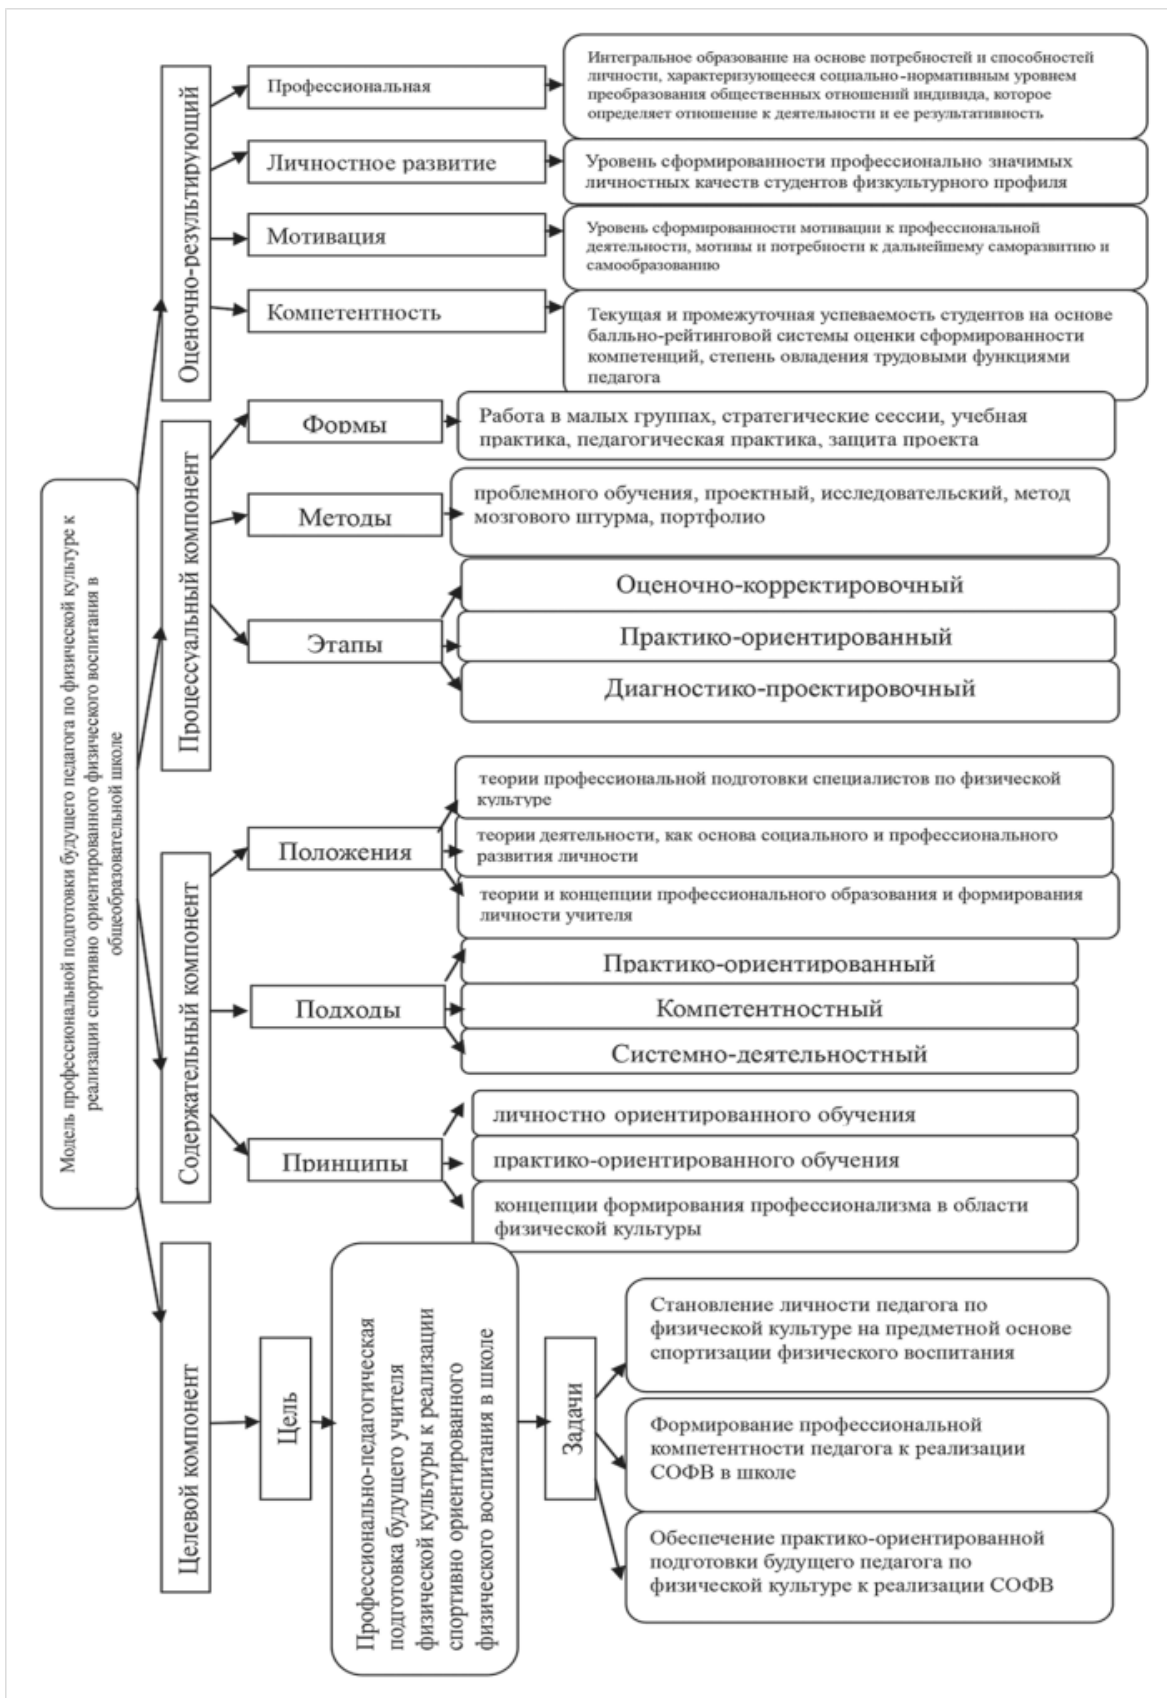 Модель профессиональной подготовки будущего педагога по физической культуре к
реализации спортивно ориентированного физического воспитания в
общеобразовательной школе
Оценочно-результирующий
Профессиональная
Интегральное образование на основе потребностей и способностей
личности, характеризующееся социально-нормативным уровнем
преобразования общественных отношений индивида, которое
определяет отношение к деятельности и ее результативность
Личностное развитие
Уровень сформированности профессионально значимых
личностных качеств студентов физкультурного профиля
Мотивация
Уровень сформированности мотивации к профессиональной
деятельности, мотивы и потребности к дальнейшему саморазвитию и
самообразованию
Компетентность
Текущая и промежуточная успеваемость студентов на основе
балльно-рейтинговой системы оценки сформированности
компетенций, степень овладения трудовыми функциями
педагога
Процессуальный компонент
Формы
Работа в малых группах, стратегические сессии, учебная
практика, педагогическая практика, защита проекта
Методы
проблемного обучения, проектный, исследовательский, метод
мозгового штурма, портфолио
Этапы
Оценочно-корректировочный
Практико-ориентированный
Диагностико-проектировочный
Содержательный компонент
Положения
теории профессиональной подготовки специалистов по физической
культуре
теории деятельности, как основа социального и профессионального
развития личности
теории и концепции профессионального образования и формирования
личности учителя
Подходы
Практико-ориентированный
Компетентностный
Системно-деятельностный
Принципы
личностно ориентированного обучения
практико-ориентированного обучения
концепции формирования профессионализма в области
физической культуры
Целевой компонент
Цель
Профессионально-педагогическая
подготовка будущего учителя
физической культуры к реализации
спортивно ориентированного
физического воспитания в школе
Задачи
Становление личности педагога по
физической культуре на предметной основе
спортизации физического воспитания
Формирование профессиональной
компетентности педагога к реализации
СОФВ в школе
Обеспечение практико-ориентированной
подготовки будущего педагога по
физической культуре к реализации СОФВ